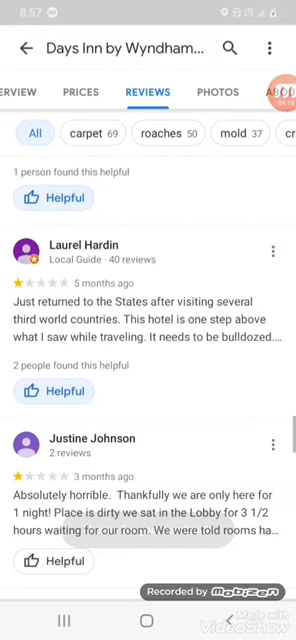 8:57
Days Inn by Wyndham...
ERVIEW PRICES REVIEWS PHOTOS ABOU
04:10
All carpet 69 roaches 50 mold 37 cr
1 person found this helpful
Helpful
Laurel Hardin
Local Guide · 40 reviews
5 months ago
Just returned to the States after visiting several
third world countries. This hotel is one step above
what I saw while traveling. It needs to be bulldozed....
2 people found this helpful
Helpful
Justine Johnson
2 reviews
3 months ago
Absolutely horrible. Thankfully we are only here for
1 night! Place is dirty we sat in the Lobby for 3 1/2
hours waiting for our room. We were told rooms ha...
Helpful
Recorded by mobizen
Made with
VideoShow